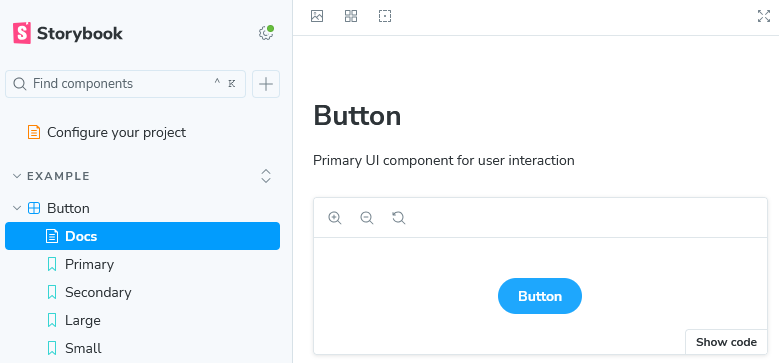 Storybook
Find components
^ K
Configure your project
EXAMPLE
Button
Docs
Primary
Secondary
Large
Small
Button
Primary UI component for user interaction
Button
Show code